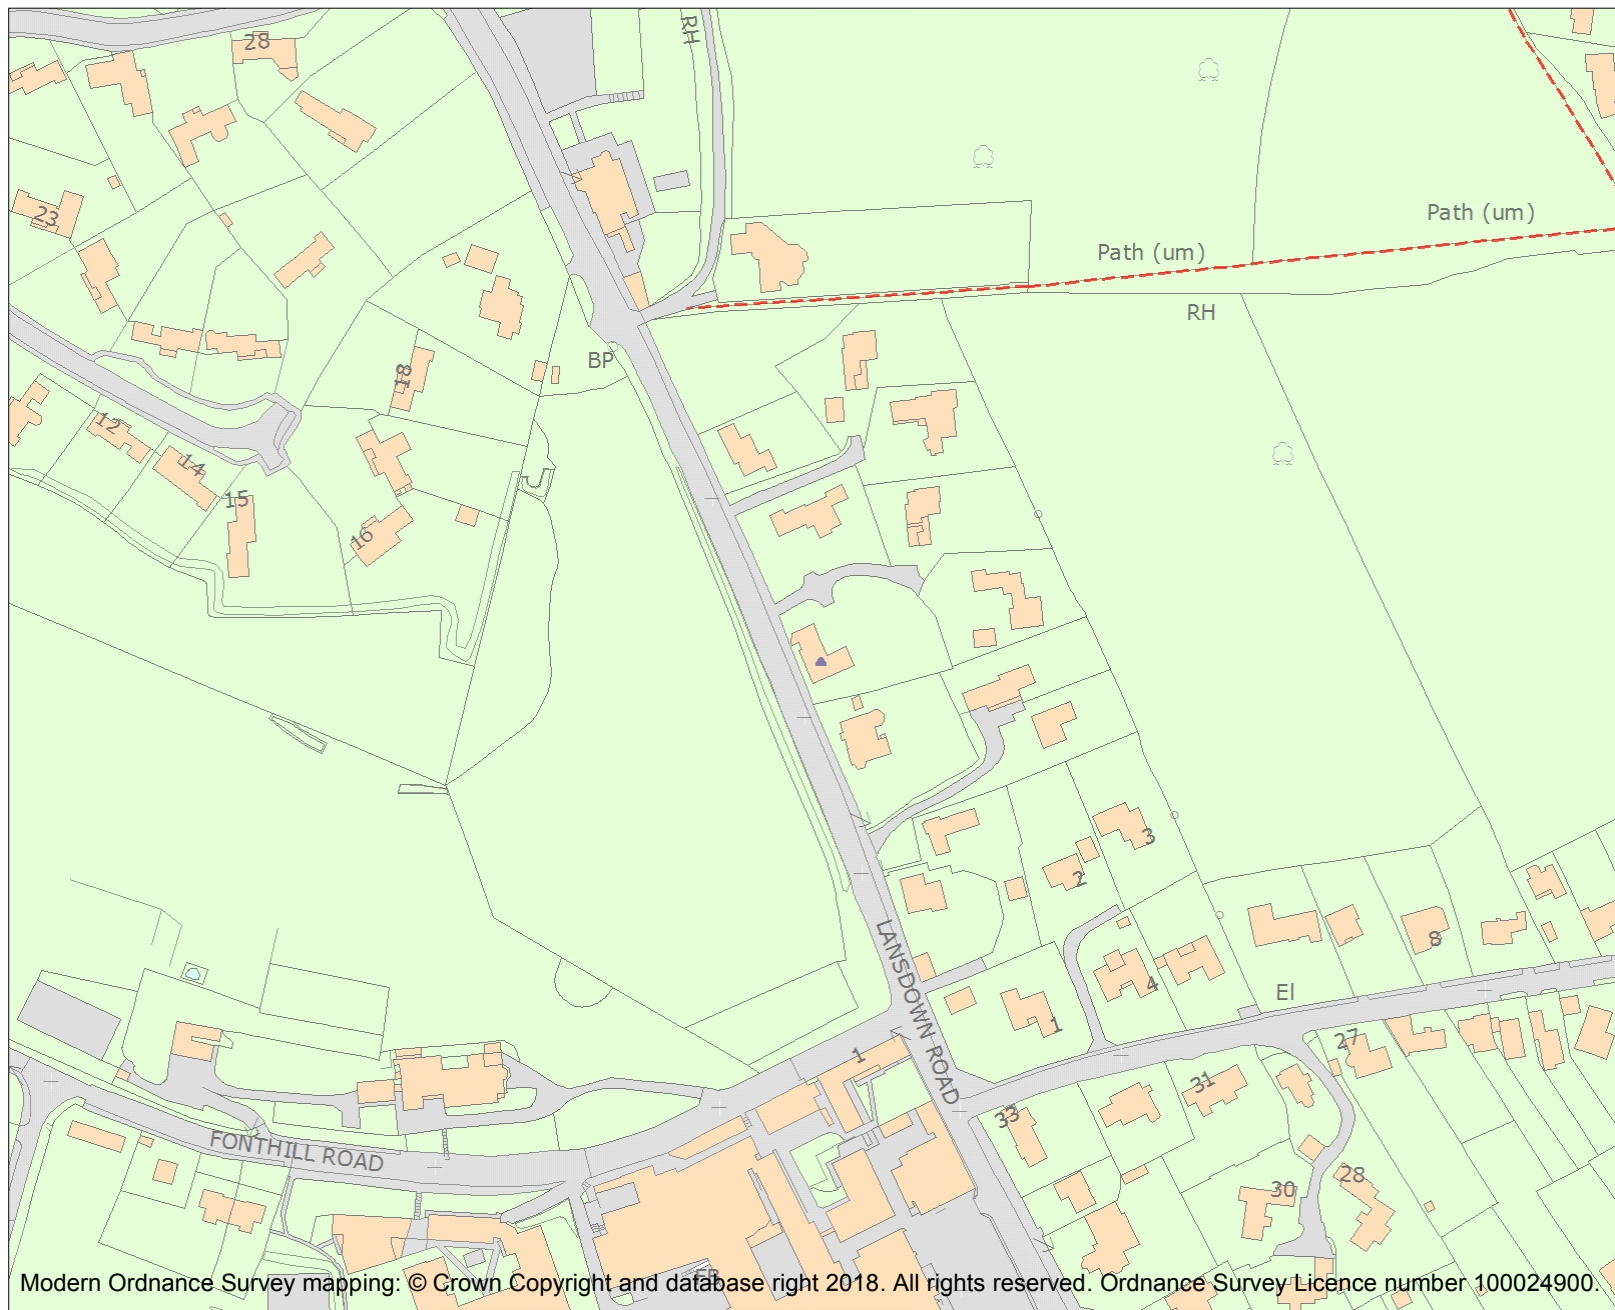 28
RH
23
Path (um)
Path (um)
RH
BP
18
12
14
15
16
3
2
LANSDOWN ROAD
8
4
El
1
1
27
31
33
FONTHILL ROAD
28
30
FB
Modern Ordnance Survey mapping: © Crown Copyright and database right 2018. All rights reserved. Ordnance Survey Licence number 100024900.